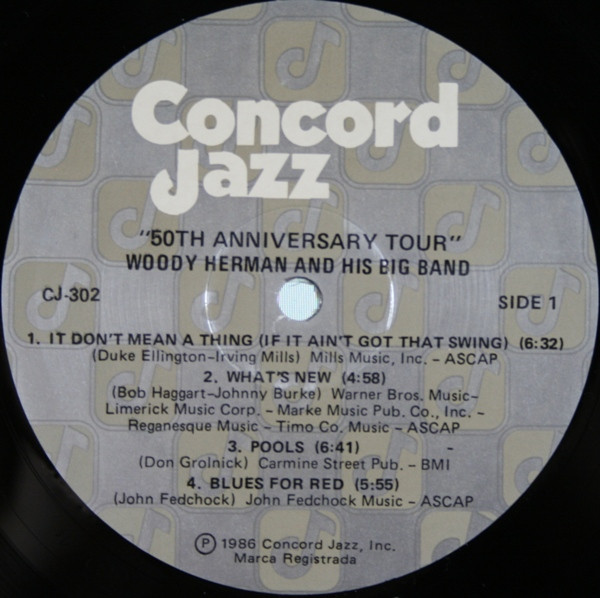 Concord
Jazz
"50TH ANNIVERSARY TOUR"
WOODY HERMAN AND HIS BIG BAND
CJ-302
SIDE 1
1. IT DON'T MEAN A THING (IF IT AIN'T GOT THAT SWING) (6:32)
(Duke Ellington-Irving Mills) Mills Music, Inc. - ASCAP
2. WHAT'S NEW (4:58)
(Bob Haggart-Johnny Burke) Warner Bros. Music-
Limerick Music Corp. - Marke Music Pub. Co., Inc. -
Reganesque Music - Timo Co. Music - ASCAP
3. POOLS (6:41) -
(Don Grolnick) Carmine Street Pub. - BMI
4. BLUES FOR RED (5:55)
(John Fedchock) John Fedchock Music - ASCAP
Ⓟ 1986 Concord Jazz, Inc.
Marca Registrada